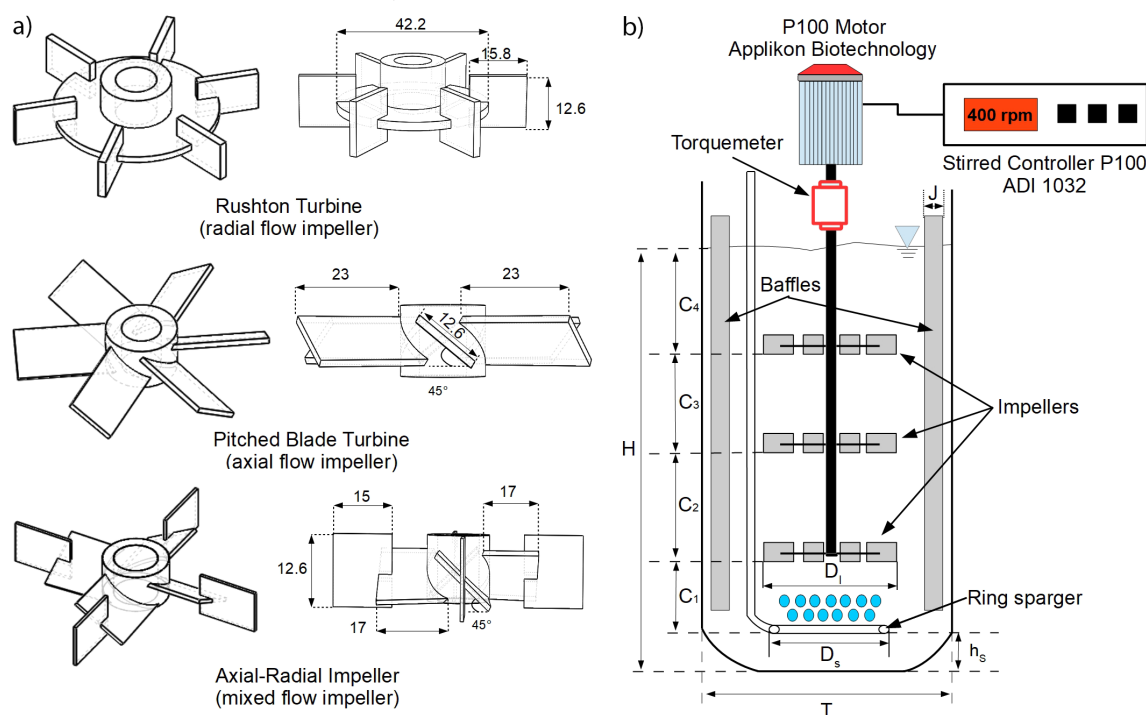 a)
42.2
15.8
12.6
Rushton Turbine
(radial flow impeller)
23
23
12.6
45°
Pitched Blade Turbine
(axial flow impeller)
15
17
12.6
17
45°
Axial-Radial Impeller
(mixed flow impeller)
b)
P100 Motor
Applikon Biotechnology
400 rpm
Stirred Controller P100
ADI 1032
Torquemeter
J
Baffles
C₄
C₃
Impellers
H
C₂
Dₗ
C₁
Ring sparger
Dₛ
hₛ
T